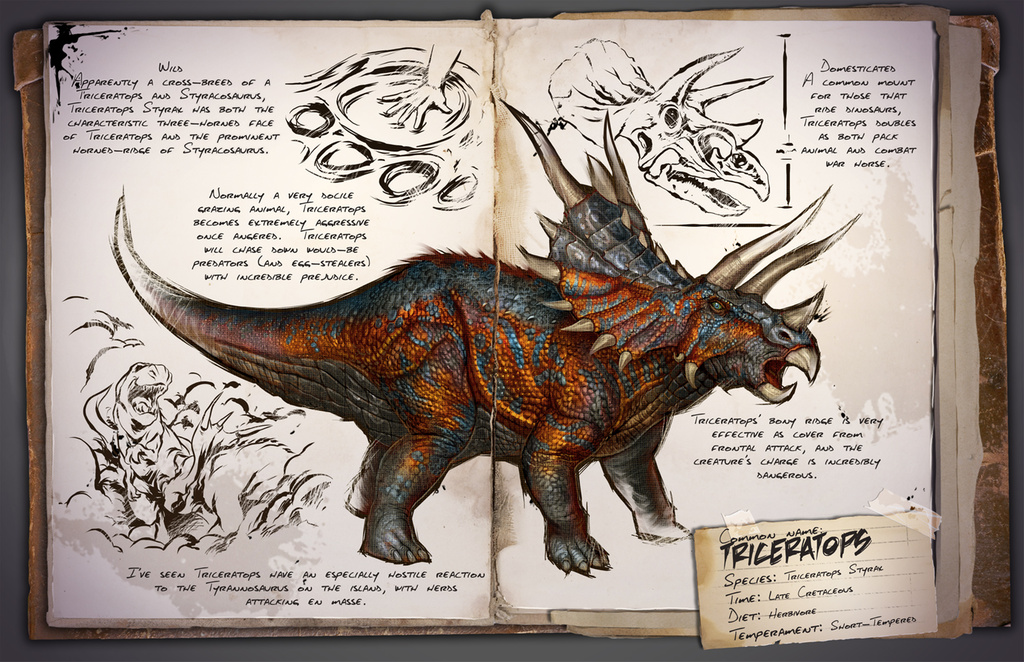 Wild
Apparently a cross-breed of a
Triceratops and Styracosaurus,
Triceratops Styrax has both the
characteristic three-horned face
of Triceratops and the prominent
horned-ridge of Styracosaurus.
Normally a very docile
grazing animal, Triceratops
becomes extremely aggressive
once angered. Triceratops
will chase down would-be
predators (and egg-stealers)
with incredible prejudice.
I've seen Triceratops have an especially hostile reaction
to the Tyrannosaurus on the island, with herds
attacking en masse.
Domesticated
A common mount
for those that
ride dinosaurs,
Triceratops doubles
as both pack
animal and combat
war horse.
Triceratops' bony ridge is very
effective as cover from
frontal attack, and the
creature's charge is incredibly
dangerous.
Common name:
TRICERATOPS
Species: Triceratops Styrax
Time: Late Cretaceous
Diet: Herbivore
Temperament: Short-Tempered